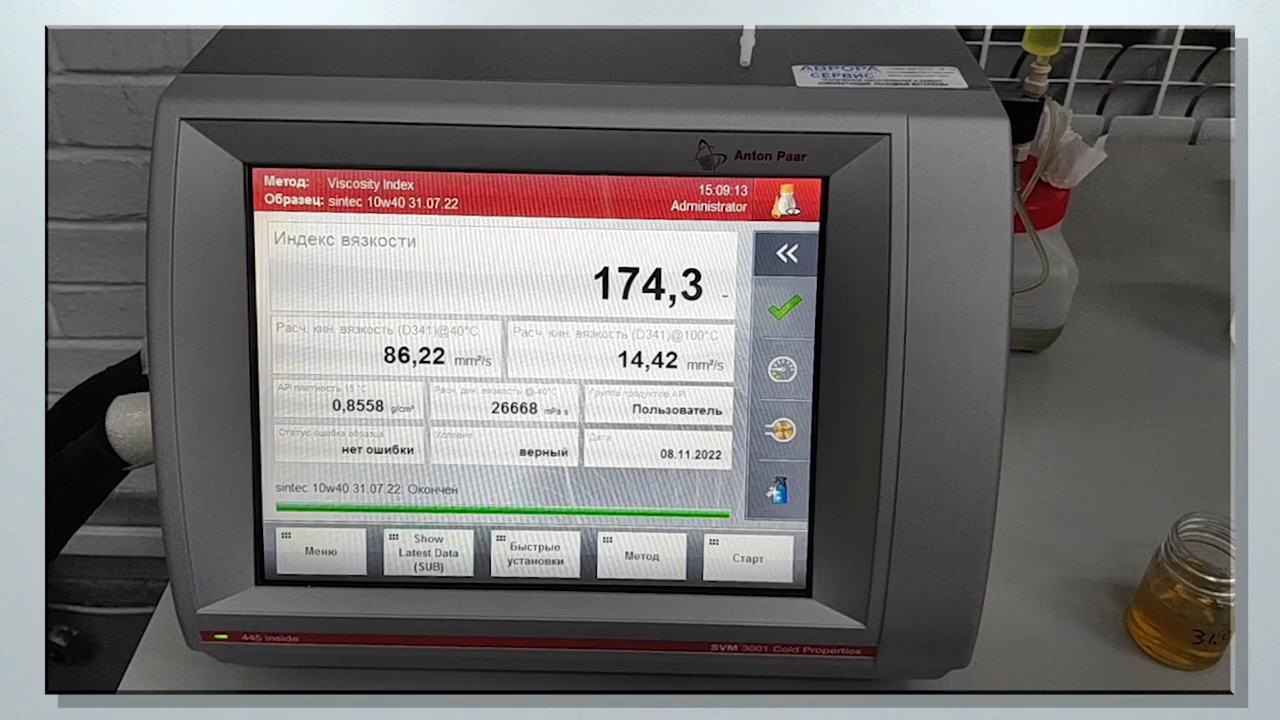 АВРОРА
СЕРВИС
Anton Paar
Метод: Viscosity Index
15:09:13
Образец: sintec 10w40 31.07.22
Administrator
Индекс вязкости
174,3 -
Расч. кин. вязкость (D341)@40°C
86,22 mm²/s
Расч. кин. вязкость (D341)@100°C
14,42 mm²/s
API плотность 15°C
0,8558 g/cm³
Расч. дин. вязкость @-40°C
26668 mPa s
Группа продуктов API
Пользователь
Статус ошибка образца
нет ошибки
Условие
верный
Дата
08.11.2022
sintec 10w40 31.07.22: Окончен
Меню
Show
Latest Data
(SUB)
Быстрые
установки
Метод
Старт
445 inside
SVM 3001 Cold Properties